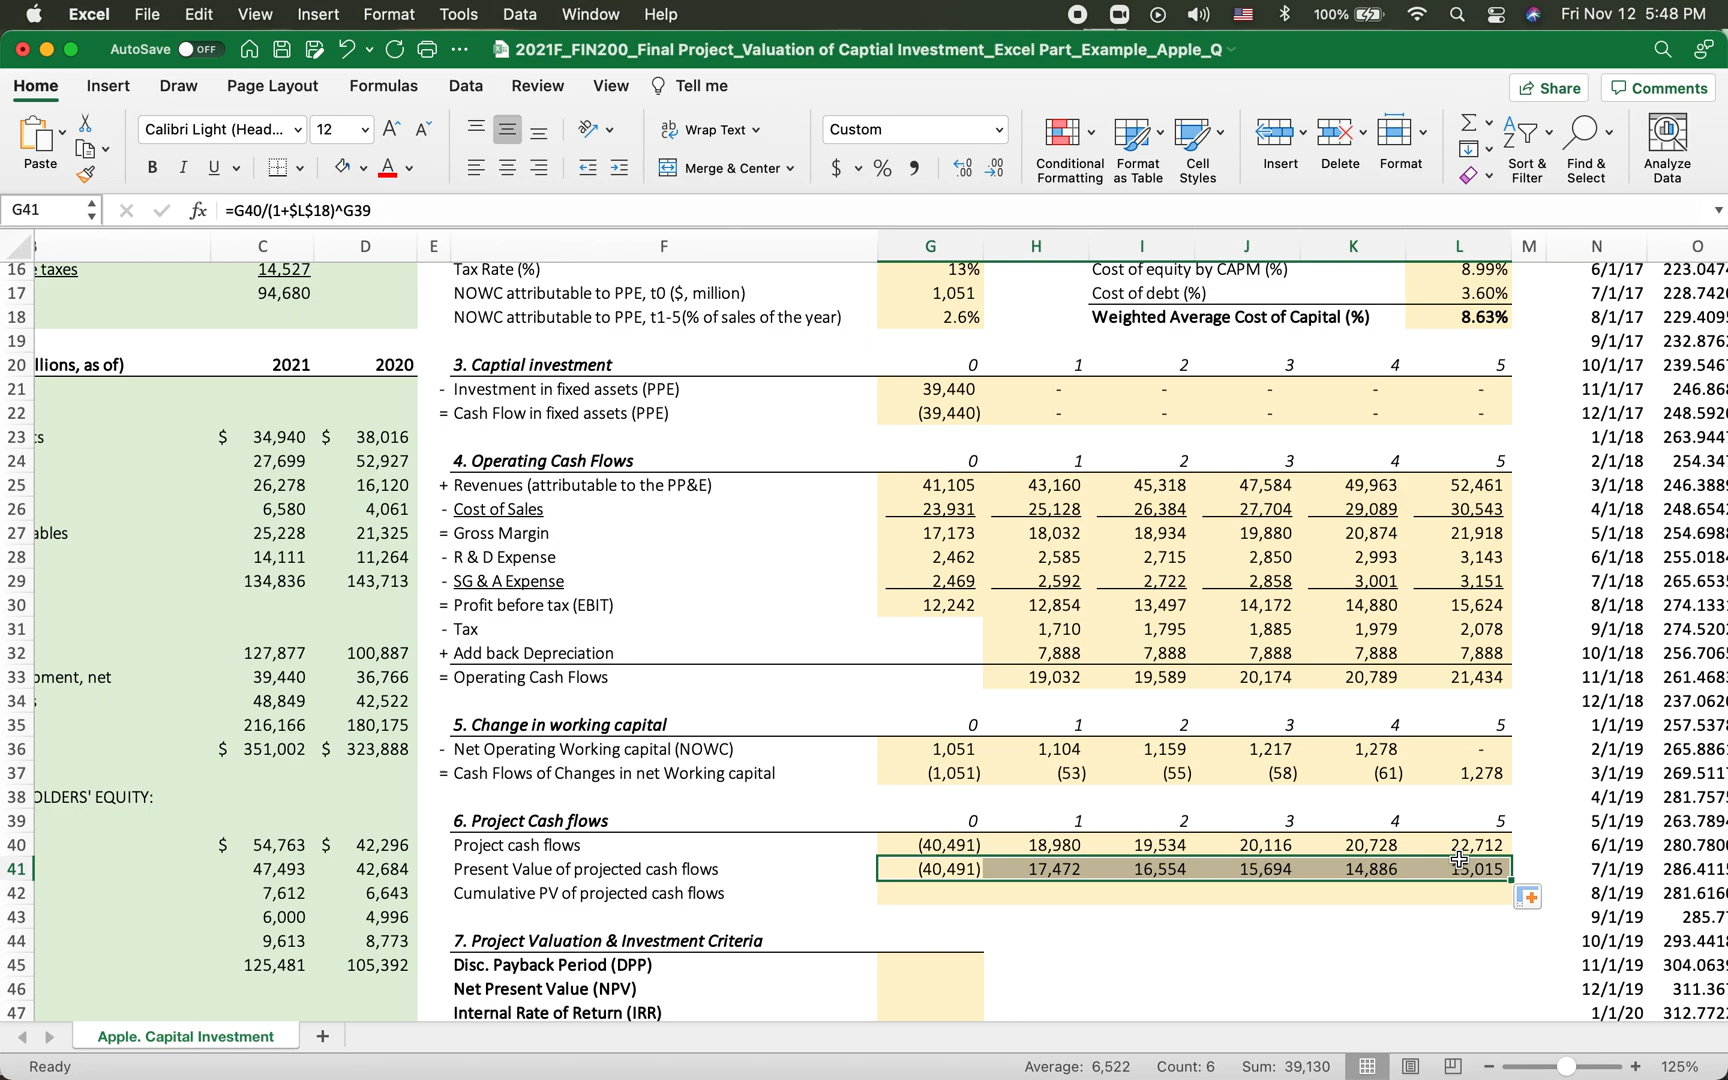 Excel File Edit View Insert Format Tools Data Window Help 100% Fri Nov 12 5:48 PM
AutoSave OFF 2021F_FIN200_Final Project_Valuation of Captial Investment_Excel Part_Example_Apple_Q
Home Insert Draw Page Layout Formulas Data Review View Tell me Share Comments
Calibri Light (Head... 12 Wrap Text Custom
Paste B I U Merge & Center $ % Conditional Formatting Format as Table Cell Styles Insert Delete Format Sort & Filter Find & Select Analyze Data
G41 fx =G40/(1+$L$18)^G39
C D E F G H I J K L M N O
16 taxes 14,527 Tax Rate (%) 13% Cost of equity by CAPM (%) 8.99% 6/1/17 223.047
17 94,680 NOWC attributable to PPE, t0 ($, million) 1,051 Cost of debt (%) 3.60% 7/1/17 228.742
18 NOWC attributable to PPE, t1-5(% of sales of the year) 2.6% Weighted Average Cost of Capital (%) 8.63% 8/1/17 229.409
19 9/1/17 232.876
20 llions, as of) 2021 2020 3. Captial investment 0 1 2 3 4 5 10/1/17 239.546
21 - Investment in fixed assets (PPE) 39,440 - - - - - 11/1/17 246.86
22 = Cash Flow in fixed assets (PPE) (39,440) - - - - - 12/1/17 248.592
23 ts $ 34,940 $ 38,016 1/1/18 263.944
24 27,699 52,927 4. Operating Cash Flows 0 1 2 3 4 5 2/1/18 254.34
25 26,278 16,120 + Revenues (attributable to the PP&E) 41,105 43,160 45,318 47,584 49,963 52,461 3/1/18 246.388
26 6,580 4,061 - Cost of Sales 23,931 25,128 26,384 27,704 29,089 30,543 4/1/18 248.654
27 ables 25,228 21,325 = Gross Margin 17,173 18,032 18,934 19,880 20,874 21,918 5/1/18 254.698
28 14,111 11,264 - R & D Expense 2,462 2,585 2,715 2,850 2,993 3,143 6/1/18 255.018
29 134,836 143,713 - SG & A Expense 2,469 2,592 2,722 2,858 3,001 3,151 7/1/18 265.653
30 = Profit before tax (EBIT) 12,242 12,854 13,497 14,172 14,880 15,624 8/1/18 274.133
31 - Tax 1,710 1,795 1,885 1,979 2,078 9/1/18 274.520
32 127,877 100,887 + Add back Depreciation 7,888 7,888 7,888 7,888 7,888 10/1/18 256.706
33 ment, net 39,440 36,766 = Operating Cash Flows 19,032 19,589 20,174 20,789 21,434 11/1/18 261.468
34 48,849 42,522 12/1/18 237.062
35 216,166 180,175 5. Change in working capital 0 1 2 3 4 5 1/1/19 257.537
36 $ 351,002 $ 323,888 - Net Operating Working capital (NOWC) 1,051 1,104 1,159 1,217 1,278 - 2/1/19 265.886
37 = Cash Flows of Changes in net Working capital (1,051) (53) (55) (58) (61) 1,278 3/1/19 269.511
38 OLDERS' EQUITY: 4/1/19 281.757
39 6. Project Cash flows 0 1 2 3 4 5 5/1/19 263.789
40 $ 54,763 $ 42,296 Project cash flows (40,491) 18,980 19,534 20,116 20,728 22,712 6/1/19 280.780
41 47,493 42,684 Present Value of projected cash flows (40,491) 17,472 16,554 15,694 14,886 15,015 7/1/19 286.411
42 7,612 6,643 Cumulative PV of projected cash flows 8/1/19 281.616
43 6,000 4,996 9/1/19 285.7
44 9,613 8,773 7. Project Valuation & Investment Criteria 10/1/19 293.441
45 125,481 105,392 Disc. Payback Period (DPP) 11/1/19 304.063
46 Net Present Value (NPV) 12/1/19 311.36
47 Internal Rate of Return (IRR) 1/1/20 312.772
Apple. Capital Investment +
Ready Average: 6,522 Count: 6 Sum: 39,130 - + 125%